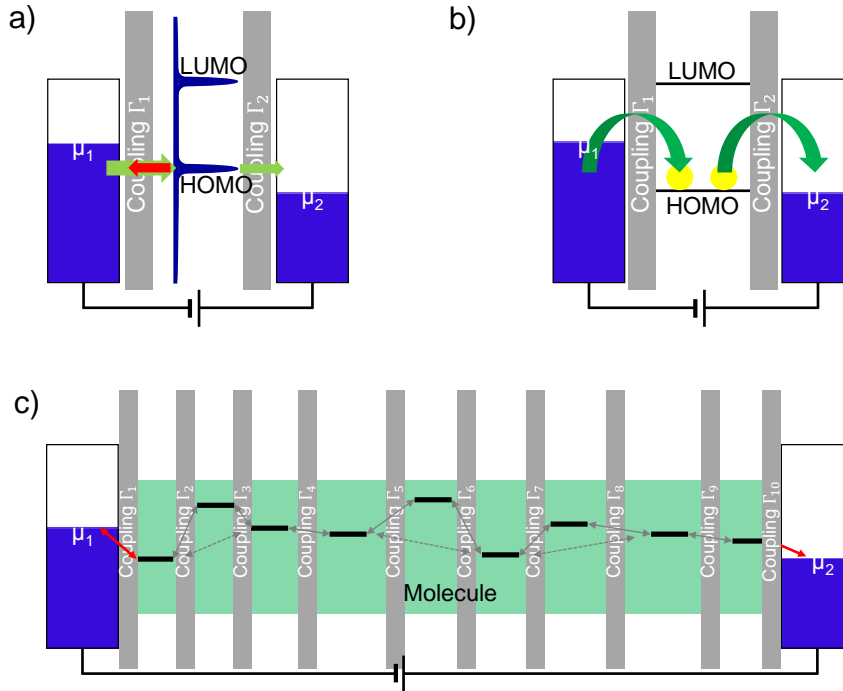 a)
Coupling Γ₁
LUMO
HOMO
Coupling Γ₂
μ₁
μ₂
b)
Coupling Γ₁
LUMO
HOMO
Coupling Γ₂
μ₁
μ₂
c)
μ₁
Coupling Γ₁
Coupling Γ₂
Coupling Γ₃
Coupling Γ₄
Coupling Γ₅
Coupling Γ₆
Coupling Γ₇
Coupling Γ₈
Coupling Γ₉
Coupling Γ₁₀
μ₂
Molecule